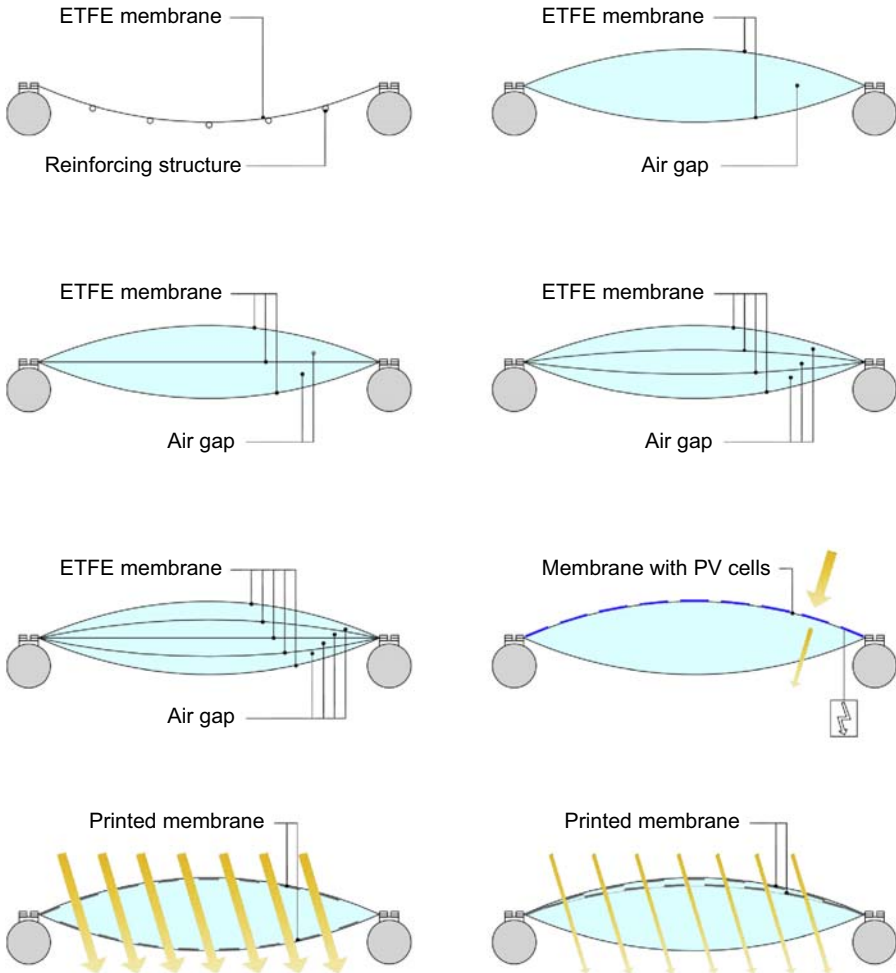 ETFE membrane
Reinforcing structure
ETFE membrane
Air gap
ETFE membrane
Air gap
ETFE membrane
Air gap
ETFE membrane
Air gap
Membrane with PV cells
Printed membrane
Printed membrane